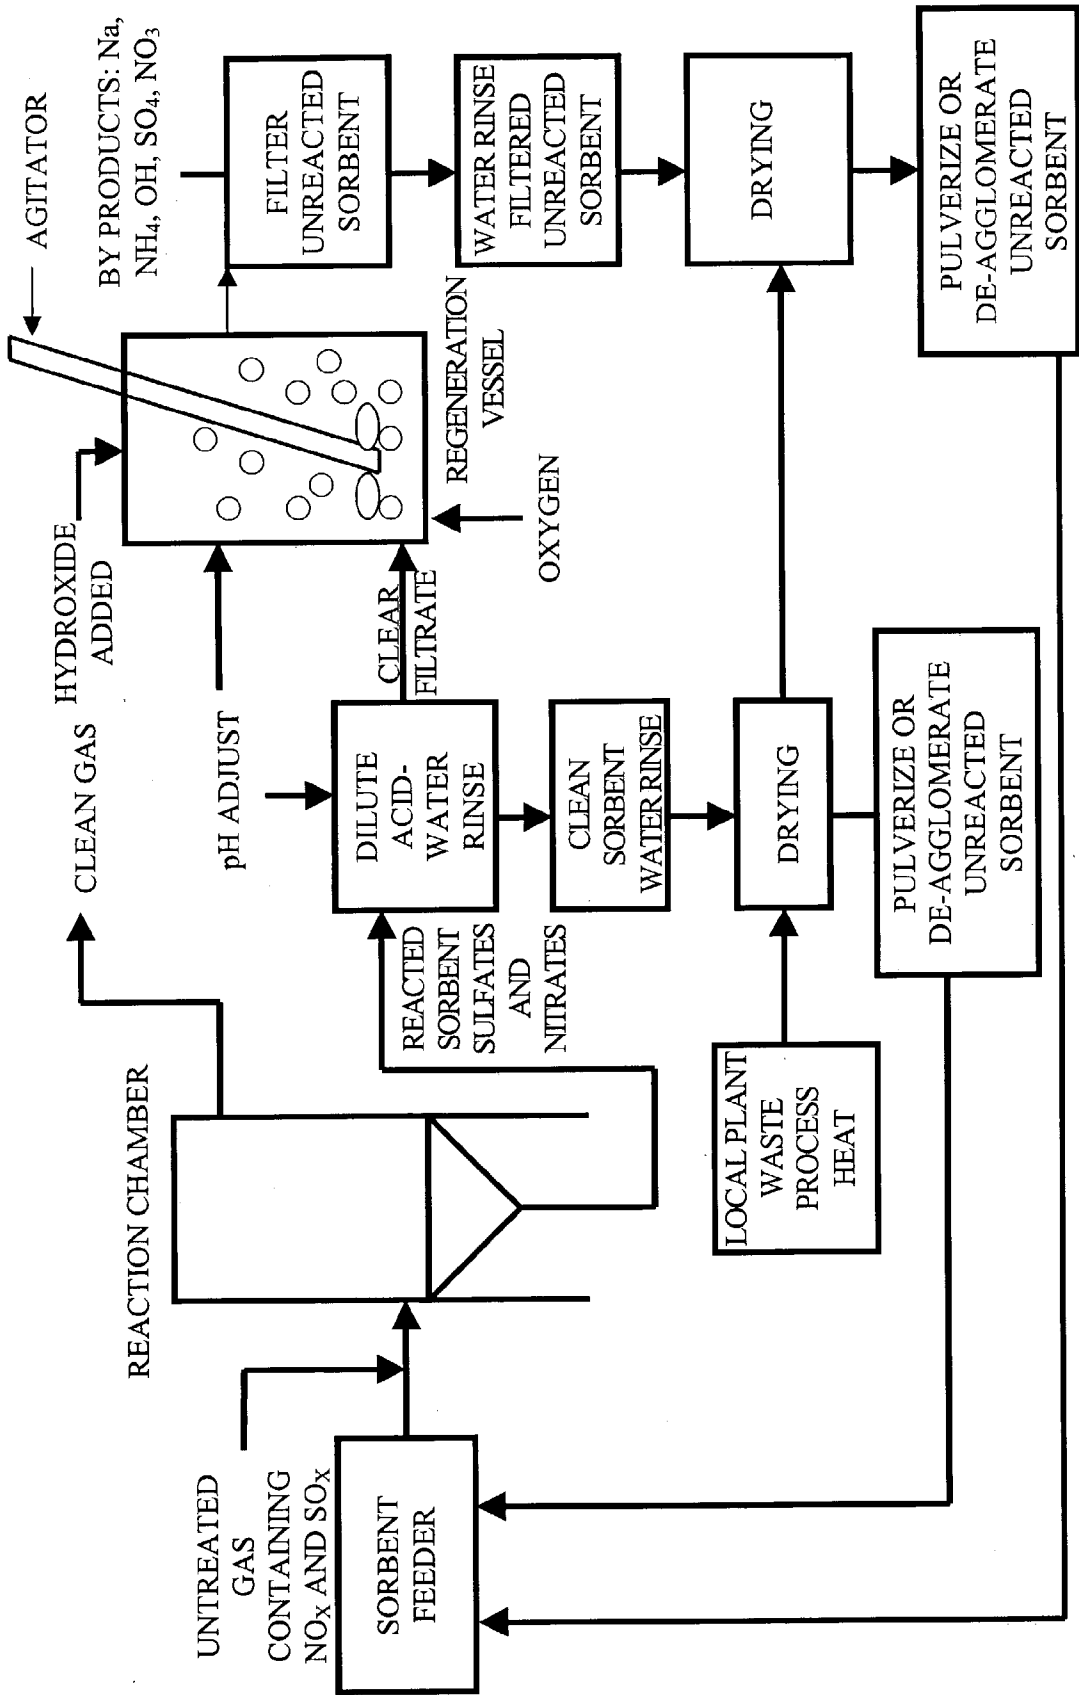 UNTREATED
GAS
CONTAINING
NOx AND SOx
SORBENT
FEEDER
REACTION CHAMBER
CLEAN GAS
REACTED
SORBENT
SULFATES
AND
NITRATES
LOCAL PLANT
WASTE
PROCESS
HEAT
HYDROXIDE
ADDED
pH ADJUST
DILUTE
ACID-
WATER
RINSE
CLEAR
FILTRATE
CLEAN
SORBENT
WATER RINSE
DRYING
PULVERIZE OR
DE-AGGLOMERATE
UNREACTED
SORBENT
AGITATOR
REGENERATION
VESSEL
OXYGEN
BY PRODUCTS: Na,
NH4, OH, SO4, NO3
FILTER
UNREACTED
SORBENT
WATER RINSE
FILTERED
UNREACTED
SORBENT
DRYING
PULVERIZE OR
DE-AGGLOMERATE
UNREACTED
SORBENT